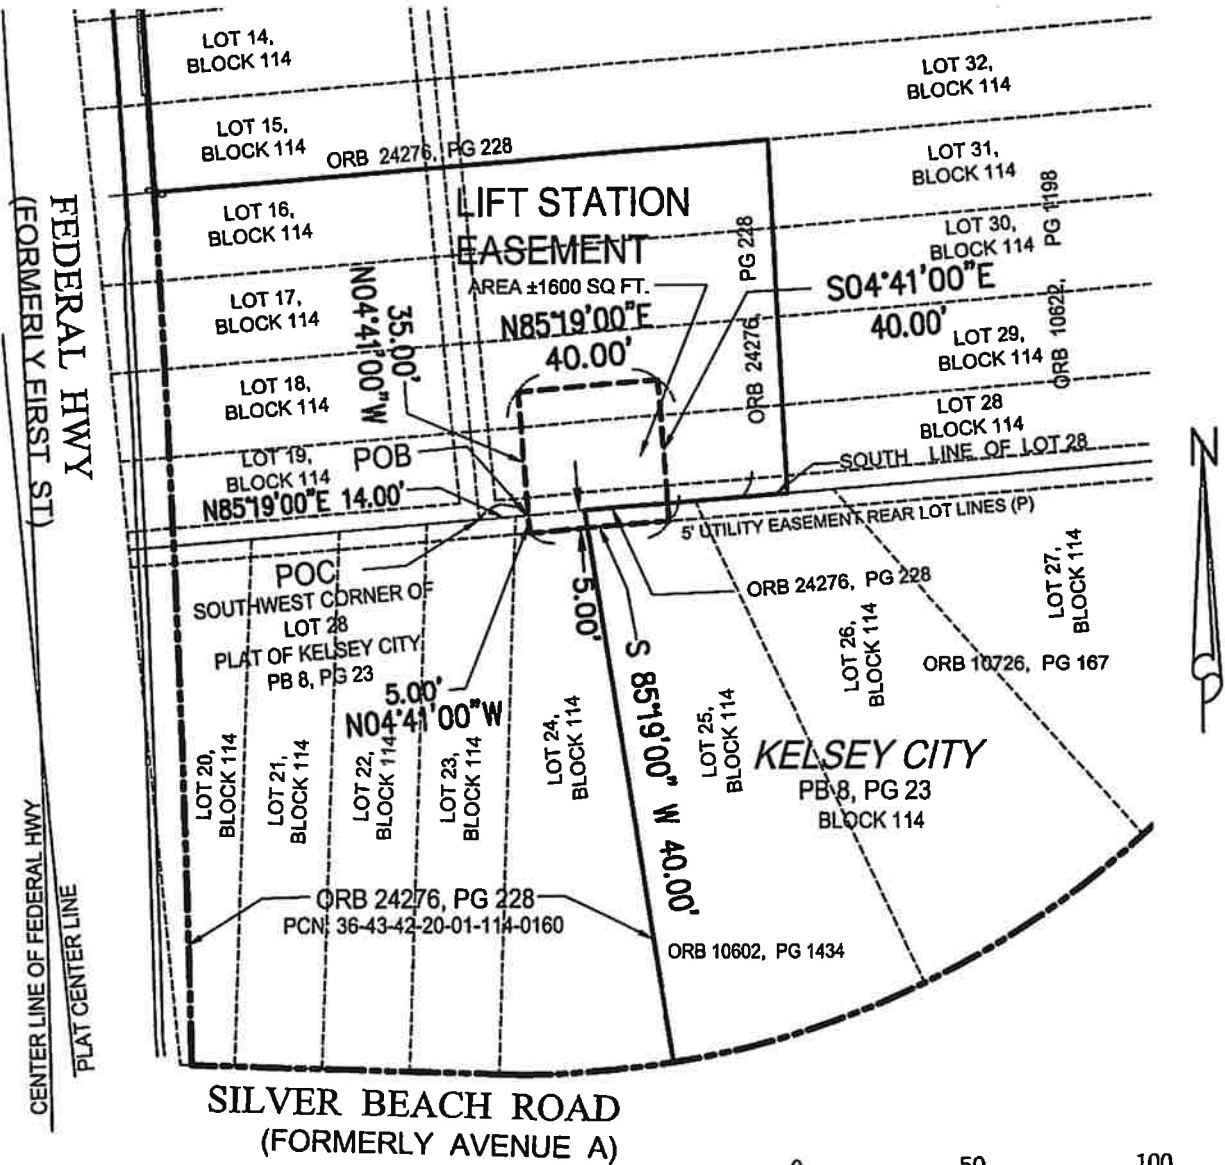 LOT 14,
BLOCK 114
LOT 32,
BLOCK 114
LOT 15,
BLOCK 114
ORB 24276, PG 228
LOT 31,
BLOCK 114
LIFT STATION
EASEMENT
AREA ±1600 SQ FT.
N85°19'00"E
40.00'
LOT 16,
BLOCK 114
LOT 30,
BLOCK 114
ORB 10622, PG 1198
ORB 24276, PG 228
S04°41'00"E
40.00'
LOT 17,
BLOCK 114
35.00'
N04°41'00"W
LOT 29,
BLOCK 114
LOT 18,
BLOCK 114
LOT 28
BLOCK 114
FEDERAL HWY
(FORMERLY FIRST ST)
LOT 19,
BLOCK 114
POB
SOUTH LINE OF LOT 28
N85°19'00"E 14.00'
5' UTILITY EASEMENT REAR LOT LINES (P)
N
POC
SOUTHWEST CORNER OF
LOT 28
PLAT OF KELSEY CITY
PB 8, PG 23
5.00'
ORB 24276, PG 228
LOT 27,
BLOCK 114
5.00'
N04°41'00"W
S 85°19'00" W 40.00'
LOT 26,
BLOCK 114
ORB 10726, PG 167
LOT 20,
BLOCK 114
LOT 21,
BLOCK 114
LOT 22,
BLOCK 114
LOT 23,
BLOCK 114
LOT 24,
BLOCK 114
LOT 25,
BLOCK 114
KELSEY CITY
PB 8, PG 23
BLOCK 114
CENTER LINE OF FEDERAL HWY
PLAT CENTER LINE
ORB 24276, PG 228
PCN: 36-43-42-20-01-114-0160
ORB 10602, PG 1434
SILVER BEACH ROAD
(FORMERLY AVENUE A)
0 50 100